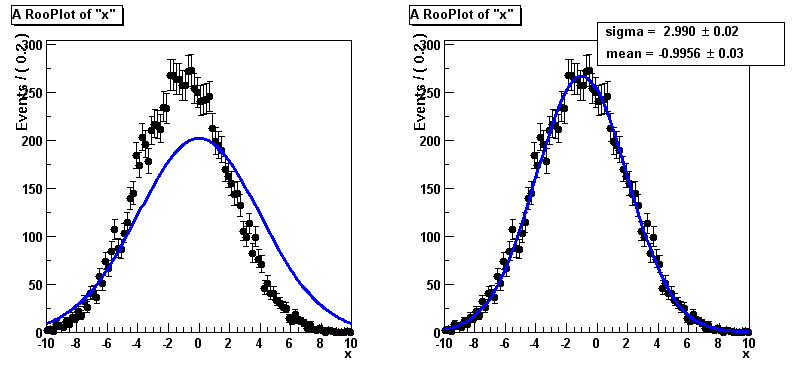 A RooPlot of "x"
Events / ( 0.2 )
300
250
200
150
100
50
0
-10 -8 -6 -4 -2 0 2 4 6 8 10
x
A RooPlot of "x"
sigma = 2.990 ± 0.02
mean = -0.9956 ± 0.03
Events / ( 0.2 )
300
250
200
150
100
50
0
-10 -8 -6 -4 -2 0 2 4 6 8 10
x